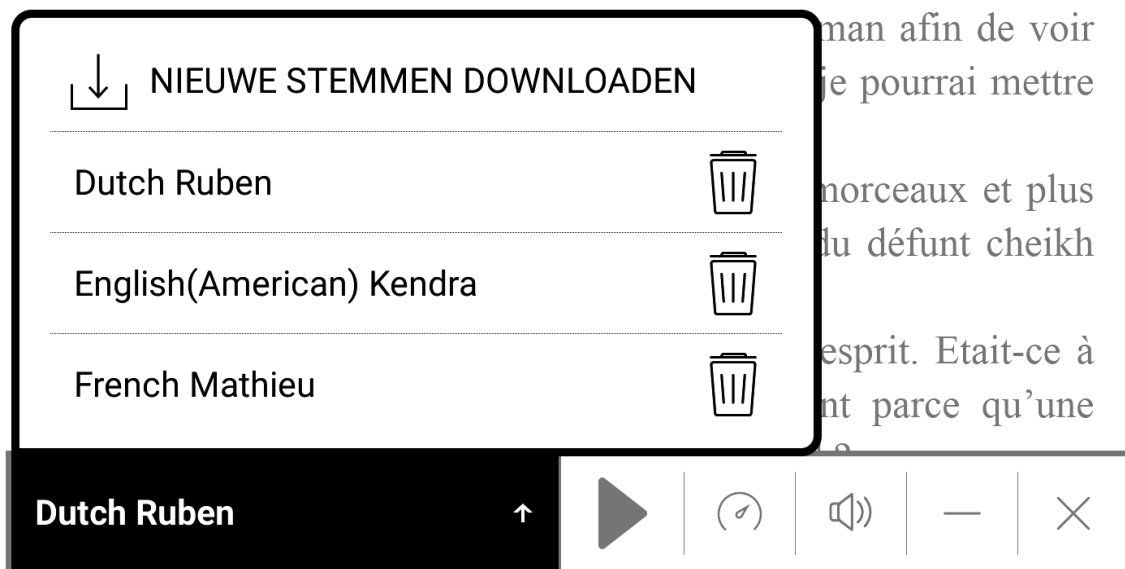 NIEUWE STEMMEN DOWNLOADEN
Dutch Ruben
English(American) Kendra
French Mathieu
Dutch Ruben
man afin de voir
je pourrai mettre
morceaux et plus
du défunt cheikh
esprit. Etait-ce à
parce qu’une